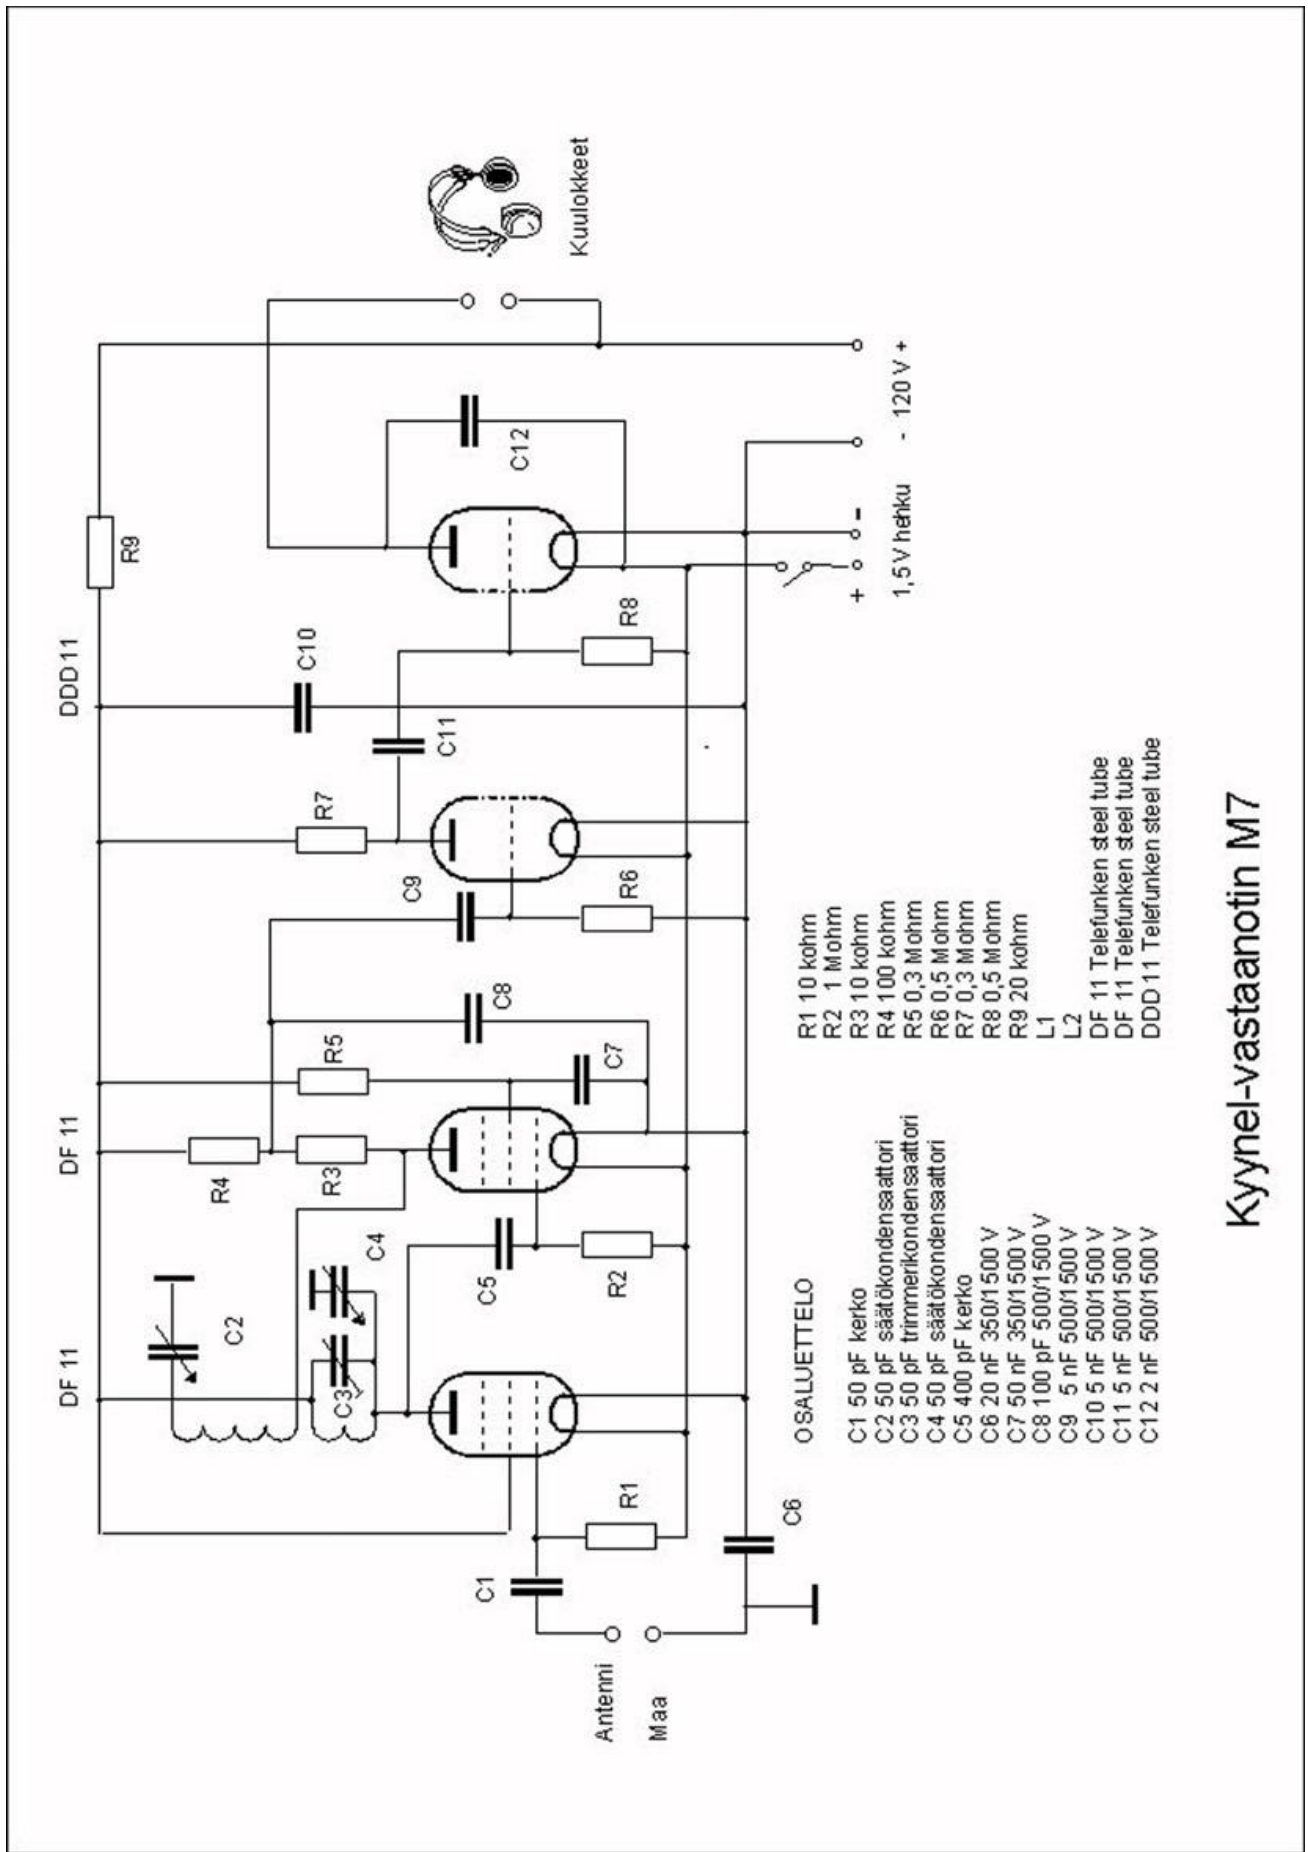 DF 11
DF 11
DDD11
C2
C3
C4
R4
R3
R5
C8
C7
C9
R7
C11
C10
R9
C12
Kuulokkeet
C1
R1
C5
R2
R6
R8
Antenni
Maa
C6
+
-
1,5 V hehku
- 120 V +
OSALUETTELO
C1 50 pF kerko
C2 50 pF säätökondensaattori
C3 50 pF trimmerikondensaattori
C4 50 pF säätökondensaattori
C5 400 pF kerko
C6 20 nF 350/1500 V
C7 50 nF 350/1500 V
C8 100 pF 500/1500 V
C9 5 nF 500/1500 V
C10 5 nF 500/1500 V
C11 5 nF 500/1500 V
C12 2 nF 500/1500 V
R1 10 kohm
R2 1 Mohm
R3 10 kohm
R4 100 kohm
R5 0,3 Mohm
R6 0,5 Mohm
R7 0,3 Mohm
R8 0,5 Mohm
R9 20 kohm
L1
L2
DF 11 Telefunken steel tube
DF 11 Telefunken steel tube
DDD11 Telefunken steel tube
Kyynel-vastaanotin M7